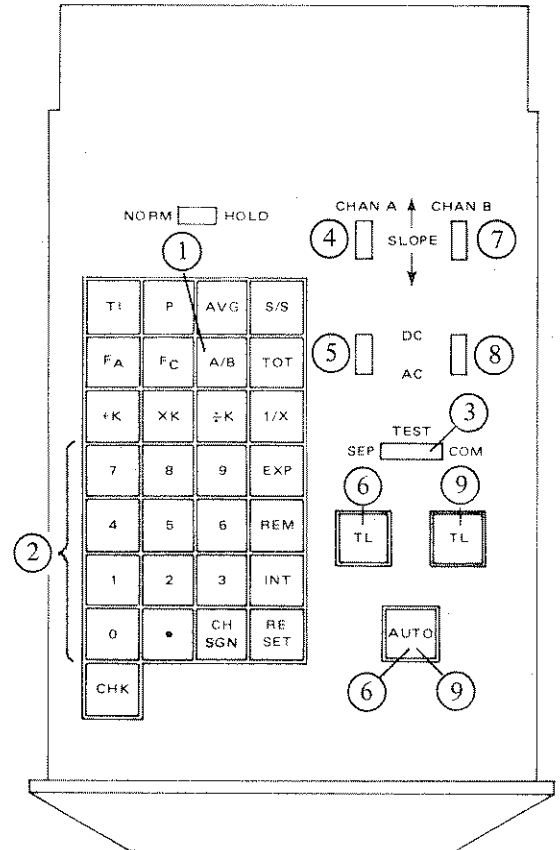 CHAN A CHAN B
NORM HOLD
4 SLOPE 7
1
TI P AVG S/S
FA FC A/B TOT
5 DC 8
AC
+K XK ÷K 1/X
3
TEST
SEP COM
7 8 9 EXP
6 9
4 5 6 REM
TL TL
2
1 2 3 INT
0 • CH SGN RE SET
AUTO
CHK
6 9